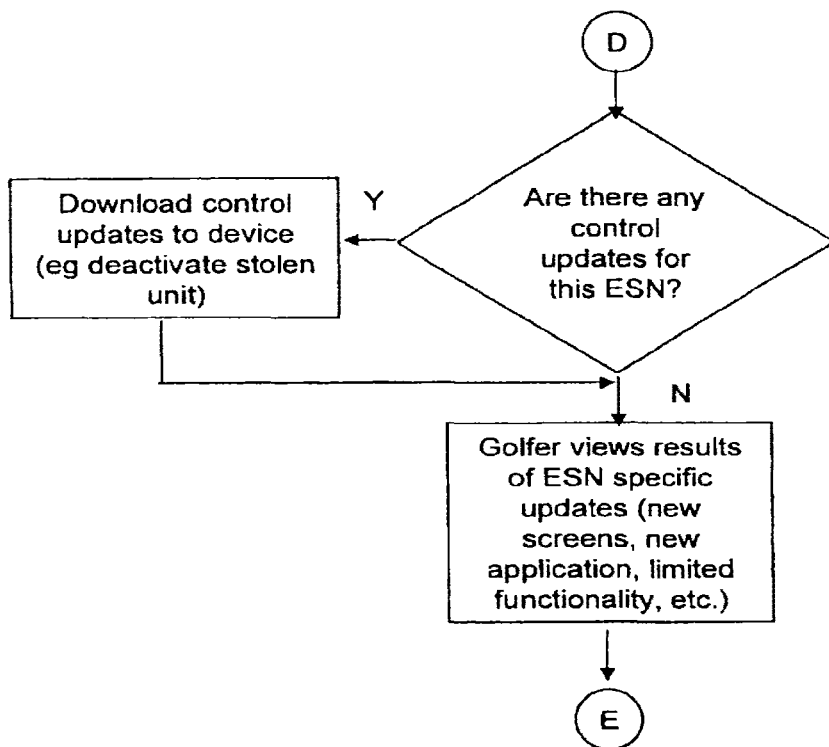 D
Are there any
control
updates for
this ESN?
Y
Download control
updates to device
(eg deactivate stolen
unit)
N
Golfer views results
of ESN specific
updates (new
screens, new
application, limited
functionality, etc.)
E